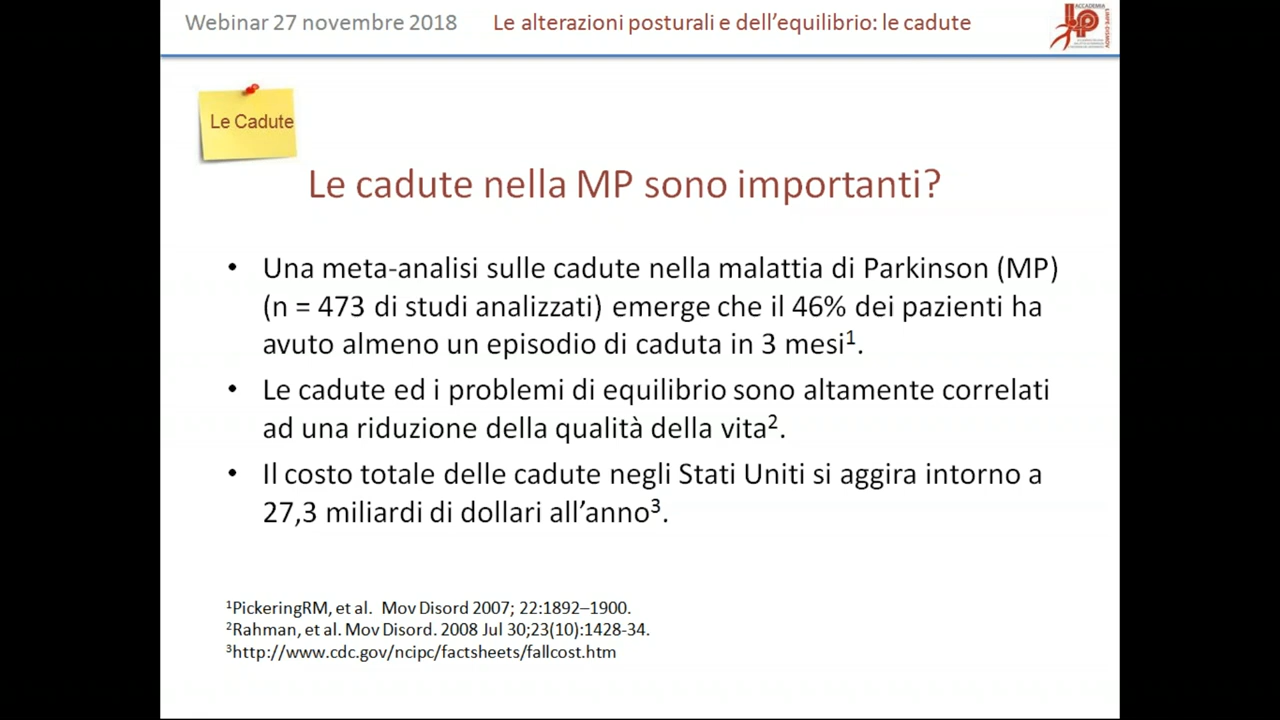 Webinar 27 novembre 2018 Le alterazioni posturali e dell'equilibrio: le cadute
ACCADEMIA
LIMPE-DISMOV
Le Cadute
Le cadute nella MP sono importanti?
• Una meta-analisi sulle cadute nella malattia di Parkinson (MP)
(n = 473 di studi analizzati) emerge che il 46% dei pazienti ha
avuto almeno un episodio di caduta in 3 mesi¹.
• Le cadute ed i problemi di equilibrio sono altamente correlati
ad una riduzione della qualità della vita².
• Il costo totale delle cadute negli Stati Uniti si aggira intorno a
27,3 miliardi di dollari all'anno³.
¹PickeringRM, et al. Mov Disord 2007; 22:1892–1900.
²Rahman, et al. Mov Disord. 2008 Jul 30;23(10):1428-34.
³http://www.cdc.gov/ncipc/factsheets/fallcost.htm